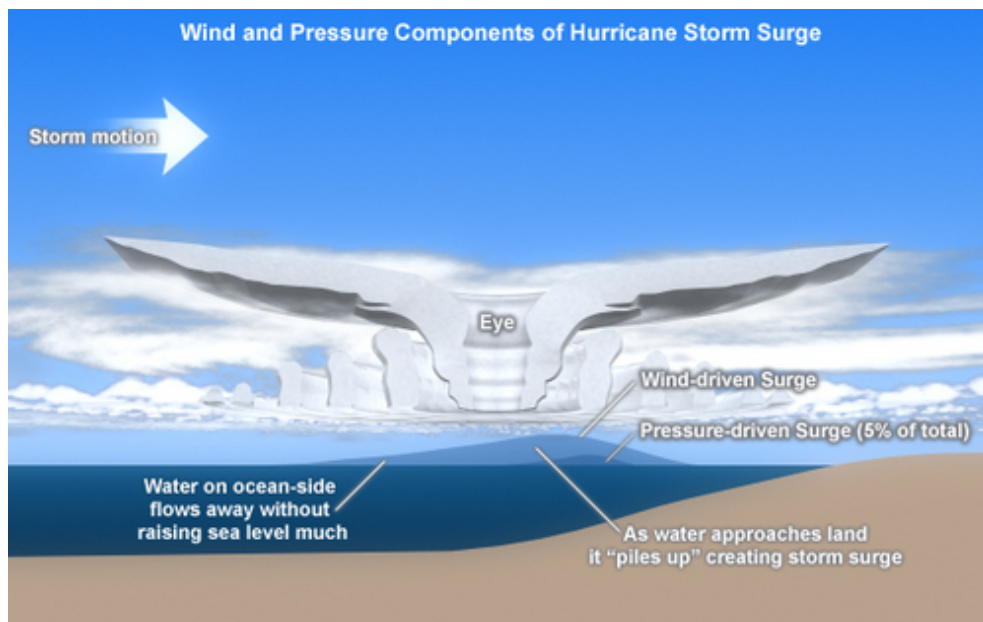 Wind and Pressure Components of Hurricane Storm Surge
Storm motion
Eye
Wind-driven Surge
Pressure-driven Surge (5% of total)
Water on ocean-side
flows away without
raising sea level much
As water approaches land
it “piles up” creating storm surge